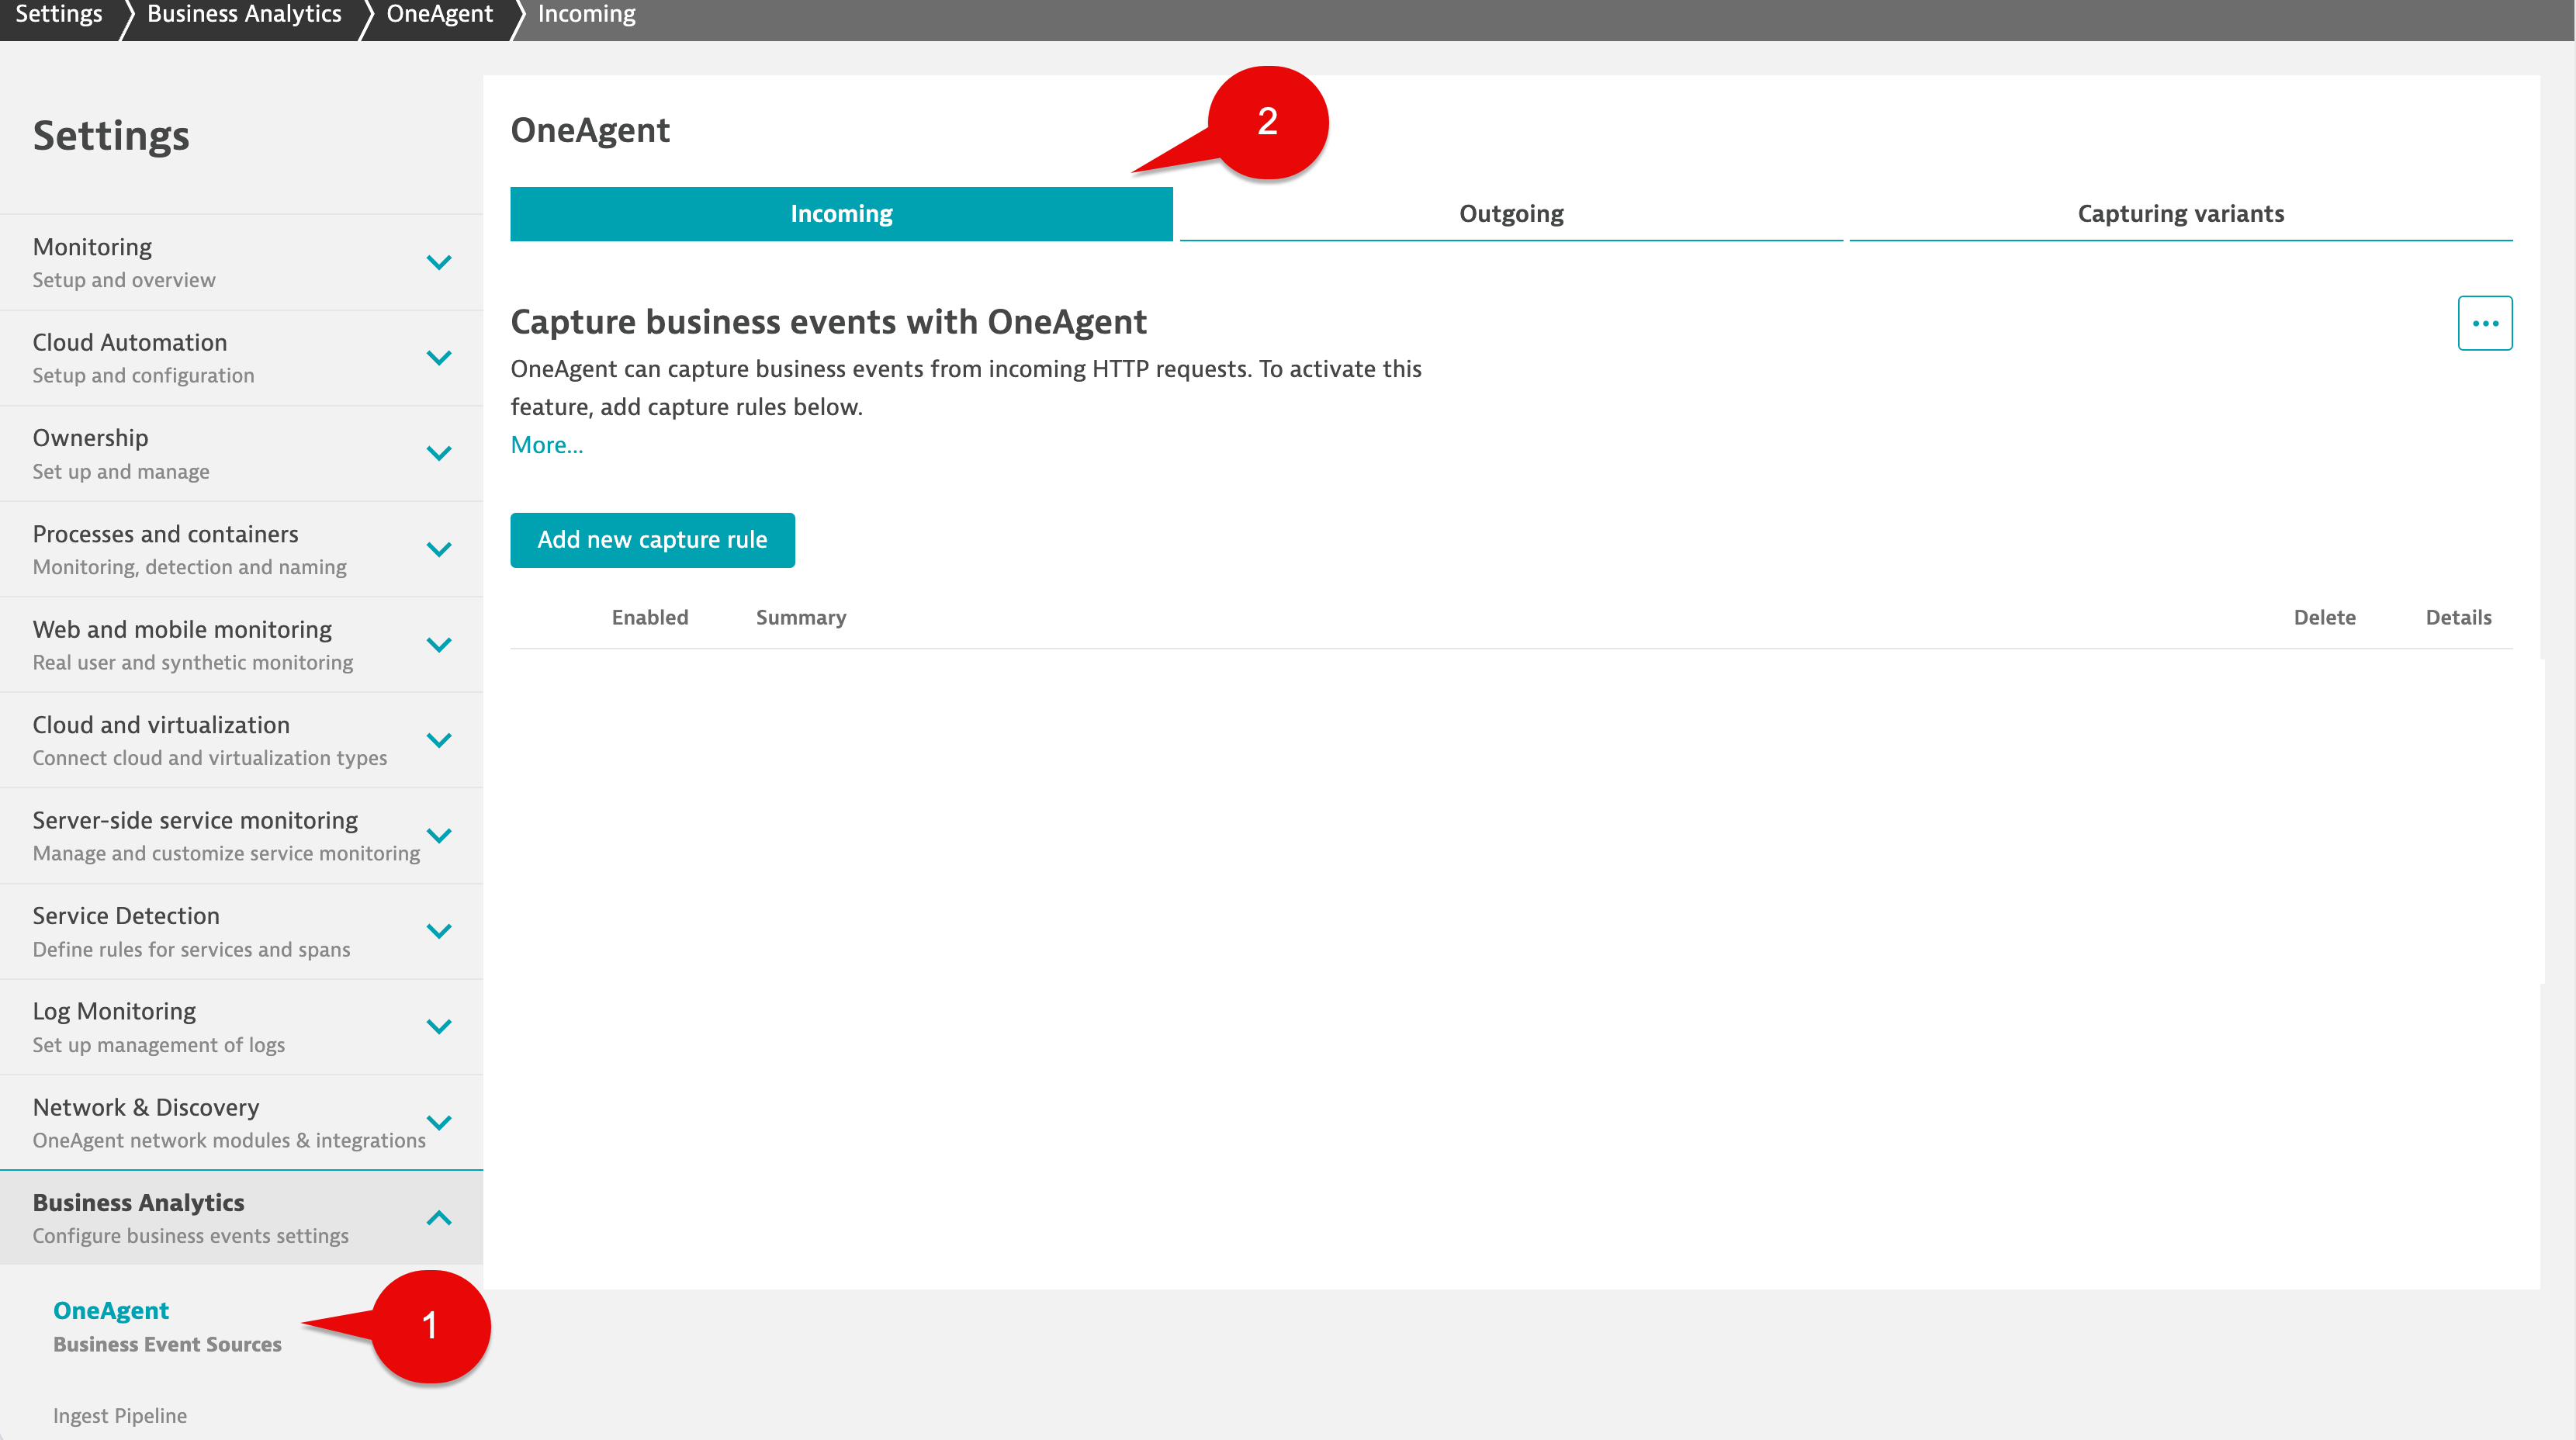 Settings
Business Analytics
OneAgent
Incoming
Settings
Monitoring
Setup and overview
Cloud Automation
Setup and configuration
Ownership
Set up and manage
Processes and containers
Monitoring, detection and naming
Web and mobile monitoring
Real user and synthetic monitoring
Cloud and virtualization
Connect cloud and virtualization types
Server-side service monitoring
Manage and customize service monitoring
Service Detection
Define rules for services and spans
Log Monitoring
Set up management of logs
Network & Discovery
OneAgent network modules & integrations
Business Analytics
Configure business events settings
OneAgent
Business Event Sources
1
Ingest Pipeline
OneAgent
2
Incoming
Outgoing
Capturing variants
Capture business events with OneAgent
OneAgent can capture business events from incoming HTTP requests. To activate this
feature, add capture rules below.
More...
Add new capture rule
Enabled
Summary
Delete
Details